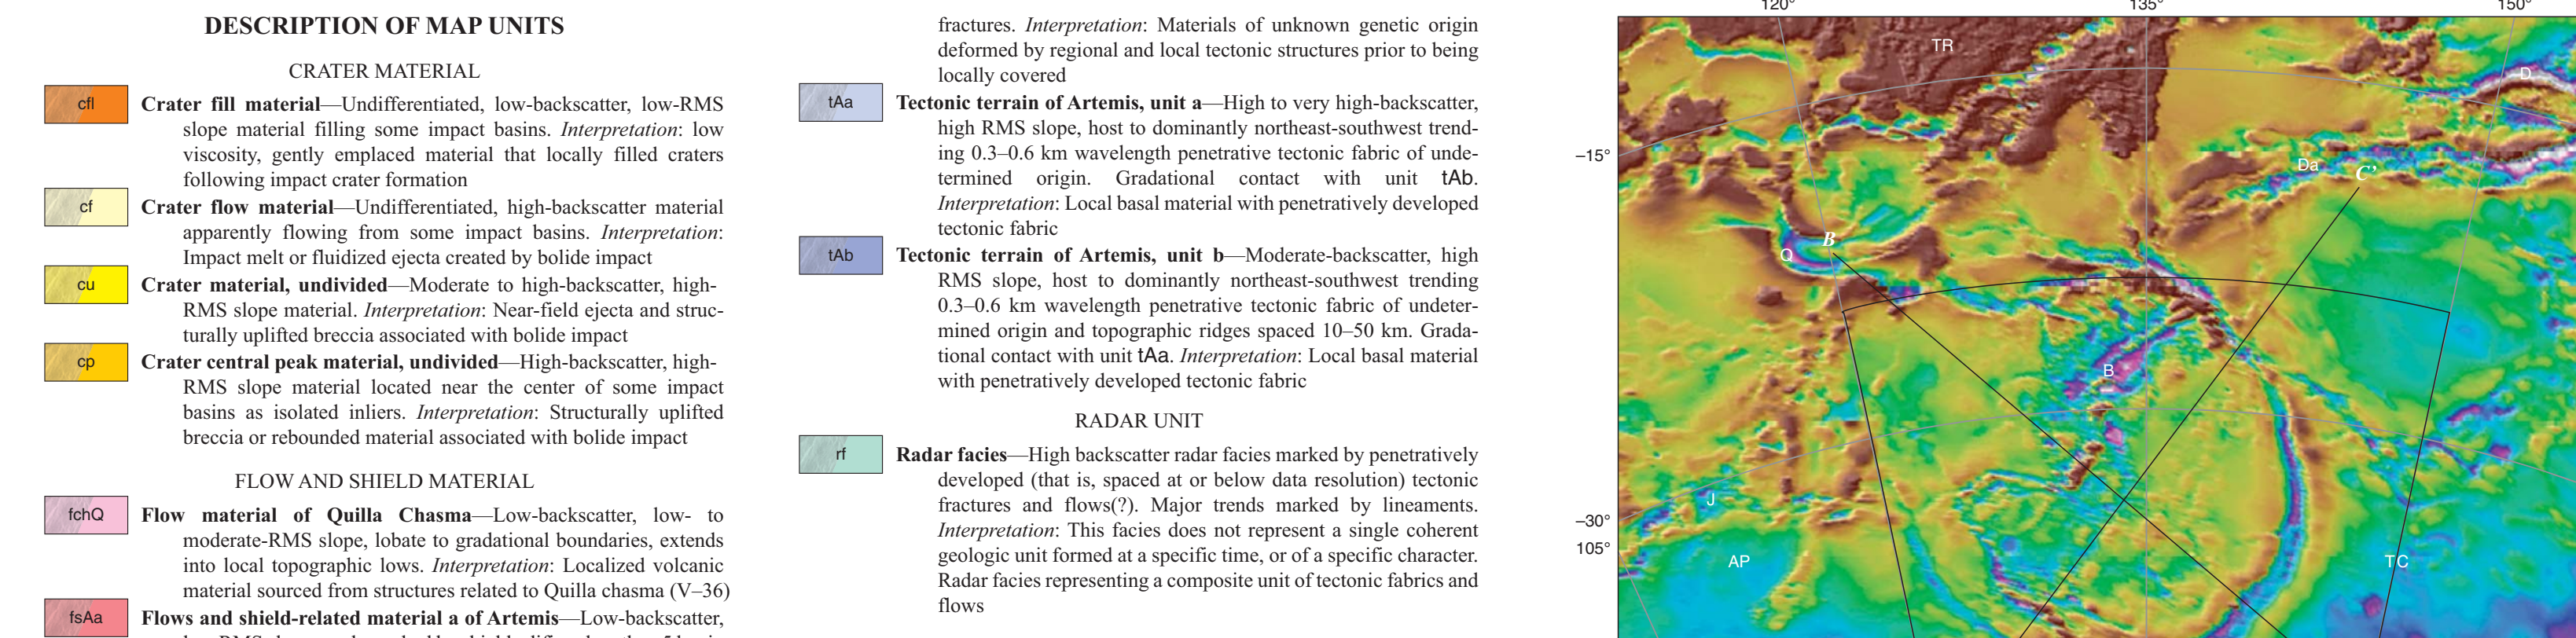 DESCRIPTION OF MAP UNITS
CRATER MATERIAL
cfl
Crater fill material—Undifferentiated, low-backscatter, low-RMS
slope material filling some impact basins. Interpretation: low
viscosity, gently emplaced material that locally filled craters
following impact crater formation
cf
Crater flow material—Undifferentiated, high-backscatter material
apparently flowing from some impact basins. Interpretation:
Impact melt or fluidized ejecta created by bolide impact
cu
Crater material, undivided—Moderate to high-backscatter, high-
RMS slope material. Interpretation: Near-field ejecta and struc-
turally uplifted breccia associated with bolide impact
cp
Crater central peak material, undivided—High-backscatter, high-
RMS slope material located near the center of some impact
basins as isolated inliers. Interpretation: Structurally uplifted
breccia or rebounded material associated with bolide impact
FLOW AND SHIELD MATERIAL
fchQ
Flow material of Quilla Chasma—Low-backscatter, low- to
moderate-RMS slope, lobate to gradational boundaries, extends
into local topographic lows. Interpretation: Localized volcanic
material sourced from structures related to Quilla chasma (V–36)
fsAa
Flows and shield-related material a of Artemis—Low-backscatter,
fractures. Interpretation: Materials of unknown genetic origin
deformed by regional and local tectonic structures prior to being
locally covered
tAa
Tectonic terrain of Artemis, unit a—High to very high-backscatter,
high RMS slope, host to dominantly northeast-southwest trend-
ing 0.3–0.6 km wavelength penetrative tectonic fabric of unde-
termined origin. Gradational contact with unit tAb.
Interpretation: Local basal material with penetratively developed
tectonic fabric
tAb
Tectonic terrain of Artemis, unit b—Moderate-backscatter, high
RMS slope, host to dominantly northeast-southwest trending
0.3–0.6 km wavelength penetrative tectonic fabric of undeter-
mined origin and topographic ridges spaced 10–50 km. Grada-
tional contact with unit tAa. Interpretation: Local basal material
with penetratively developed tectonic fabric
RADAR UNIT
rf
Radar facies—High backscatter radar facies marked by penetratively
developed (that is, spaced at or below data resolution) tectonic
fractures and flows(?). Major trends marked by lineaments.
Interpretation: This facies does not represent a single coherent
geologic unit formed at a specific time, or of a specific character.
Radar facies representing a composite unit of tectonic fabrics and
flows
120°
135°
150°
TR
D
–15°
Da
C’
B
Q
B
J
–30°
105°
AP
TC